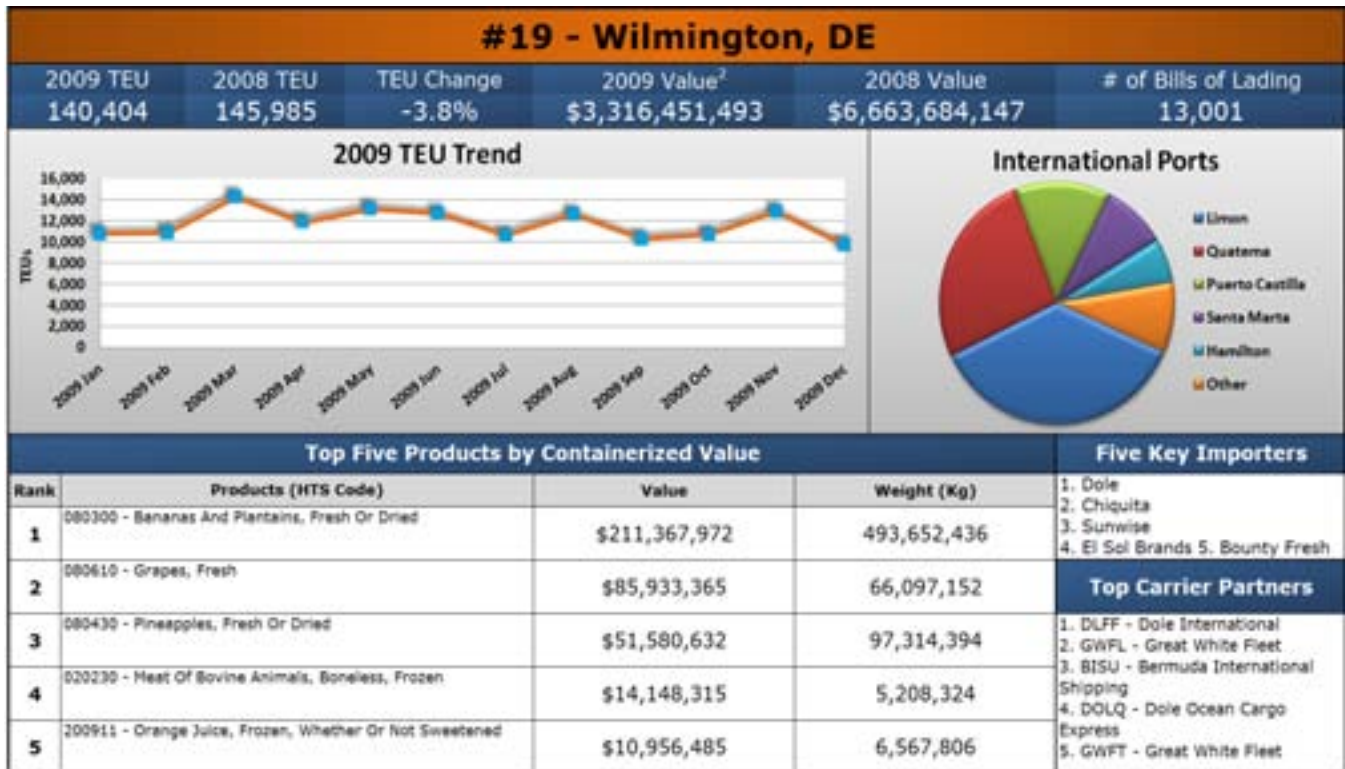 #19 - Wilmington, DE
2009 TEU 2008 TEU TEU Change 2009 Value² 2008 Value # of Bills of Lading
140,404 145,985 -3.8% $3,316,451,493 $6,663,684,147 13,001
2009 TEU Trend
16,000
14,000
12,000
10,000
8,000
6,000
4,000
2,000
0
TEUs
2009 Jan 2009 Feb 2009 Mar 2009 Apr 2009 May 2009 Jun 2009 Jul 2009 Aug 2009 Sep 2009 Oct 2009 Nov 2009 Dec
International Ports
Limon
Quatema
Puerto Castilla
Santa Marta
Hamilton
Other
Top Five Products by Containerized Value
Rank Products (HTS Code) Value Weight (Kg)
1 080300 - Bananas And Plantains, Fresh Or Dried $211,367,972 493,652,436
2 080610 - Grapes, Fresh $85,933,365 66,097,152
3 080430 - Pineapples, Fresh Or Dried $51,580,632 97,314,394
4 020230 - Meat Of Bovine Animals, Boneless, Frozen $14,148,315 5,208,324
5 200911 - Orange Juice, Frozen, Whether Or Not Sweetened $10,956,485 6,567,806
Five Key Importers
1. Dole
2. Chiquita
3. Sunwise
4. El Sol Brands 5. Bounty Fresh
Top Carrier Partners
1. DLFF - Dole International
2. GWFL - Great White Fleet
3. BISU - Bermuda International
Shipping
4. DOLQ - Dole Ocean Cargo
Express
5. GWFT - Great White Fleet